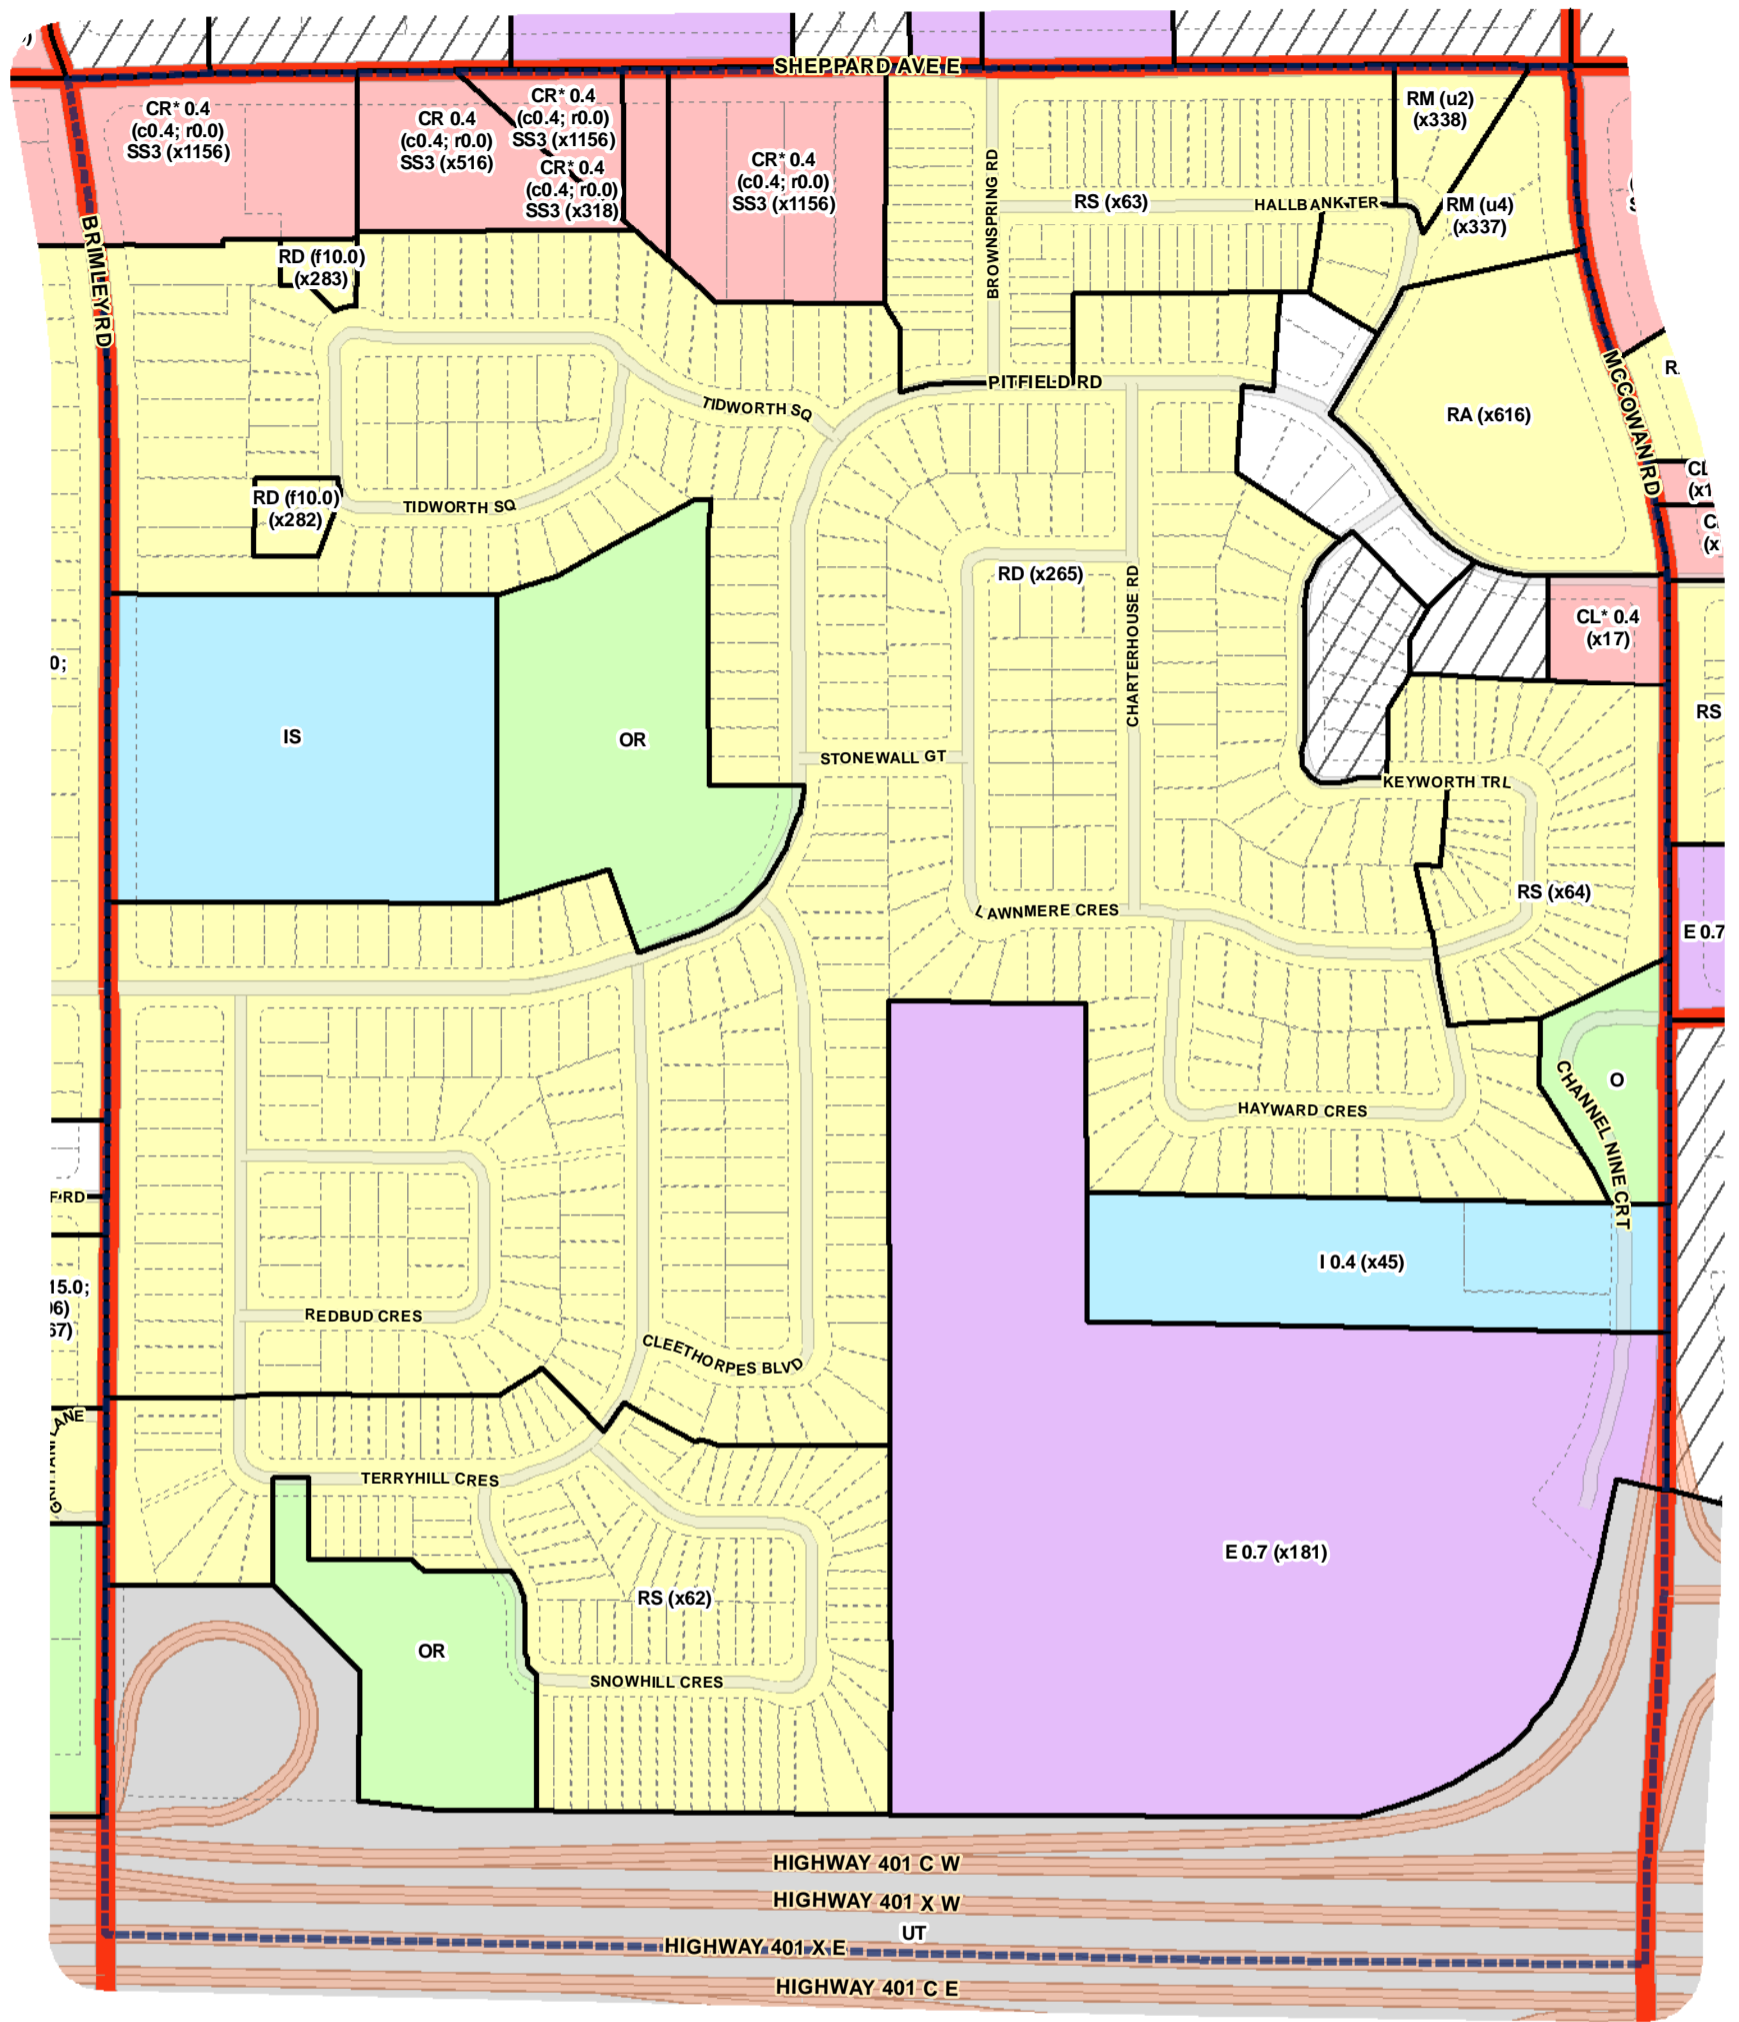 SHEPPARD AVE E
CR* 0.4
(c0.4; r0.0)
SS3 (x1156)
CR 0.4
(c0.4; r0.0)
SS3 (x516)
CR* 0.4
(c0.4; r0.0)
SS3 (x1156)
CR* 0.4
(c0.4; r0.0)
SS3 (x318)
CR* 0.4
(c0.4; r0.0)
SS3 (x1156)
RM (u2)
(x338)
BROWNSPRING RD
RS (x63)
HALLBANK TER
RM (u4)
(x337)
BRIMLEY RD
RD (f10.0)
(x283)
PITFIELD RD
MCCOWAN RD
TIDWORTH SQ
RA (x616)
RD (f10.0)
(x282)
TIDWORTH SQ
RD (x265)
CHARTERHOUSE RD
CL* 0.4
(x17)
0;
IS
OR
RS
STONEWALL GT
KEYWORTH TRL
RS (x64)
LAWNMERE CRES
E 0.7
O
CHANNEL NINE CRT
HAYWARD CRES
RD
I 0.4 (x45)
15.0;
REDBUD CRES
CLEETHORPES BLVD
LANE
TERRYHILL CRES
E 0.7 (x181)
RS (x62)
OR
SNOWHILL CRES
HIGHWAY 401 C W
HIGHWAY 401 X W
UT
HIGHWAY 401 X E
HIGHWAY 401 C E